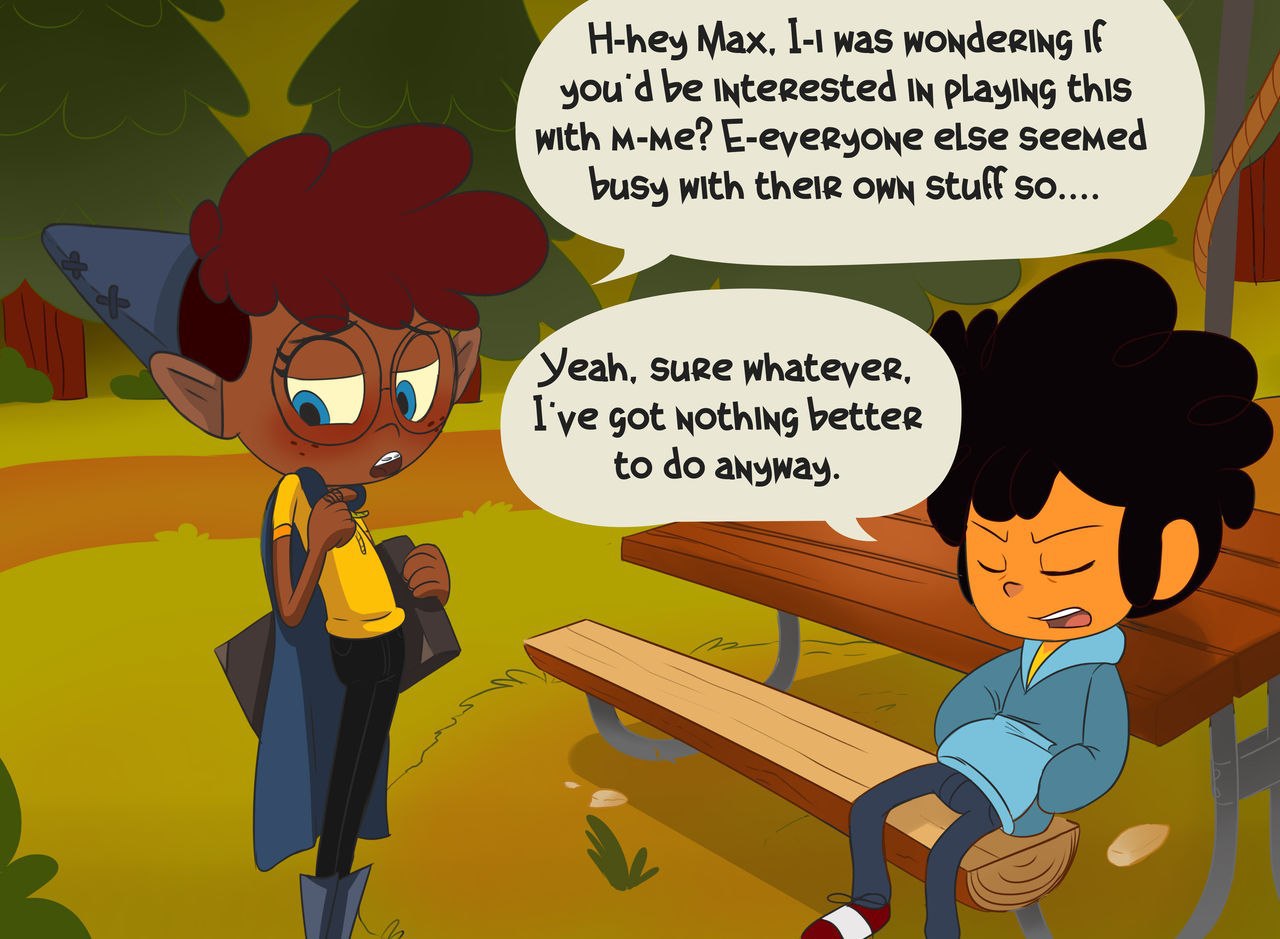 H-hey Max, I-I was wondering if
you'd be interested in playing this
with m-me? E-everyone else seemed
busy with their own stuff so....
Yeah, sure whatever,
I've got nothing better
to do anyway.